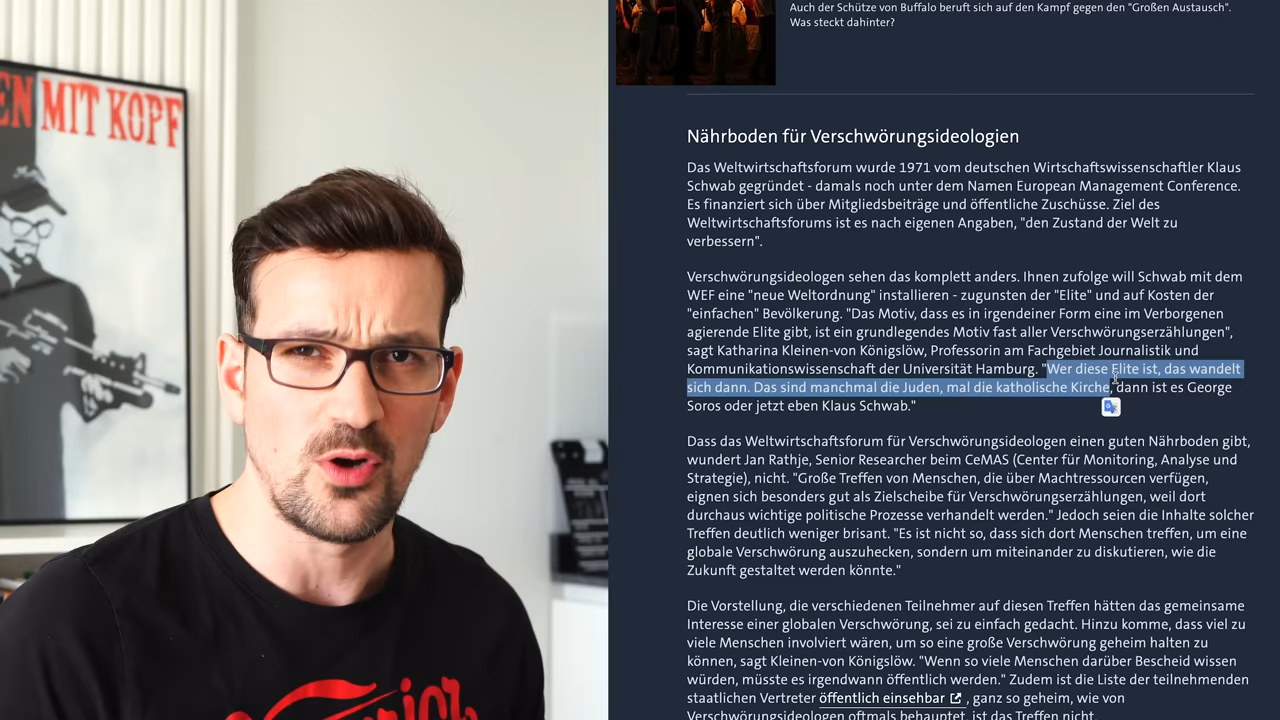 EN MIT KOPF
Auch der Schütze von Buffalo beruft sich auf den Kampf gegen den "Großen Austausch".
Was steckt dahinter?
Nährboden für Verschwörungsideologien
Das Weltwirtschaftsforum wurde 1971 vom deutschen Wirtschaftswissenschaftler Klaus
Schwab gegründet - damals noch unter dem Namen European Management Conference.
Es finanziert sich über Mitgliedsbeiträge und öffentliche Zuschüsse. Ziel des
Weltwirtschaftsforums ist es nach eigenen Angaben, "den Zustand der Welt zu
verbessern".
Verschwörungsideologen sehen das komplett anders. Ihnen zufolge will Schwab mit dem
WEF eine "neue Weltordnung" installieren - zugunsten der "Elite" und auf Kosten der
"einfachen" Bevölkerung. "Das Motiv, dass es in irgendeiner Form eine im Verborgenen
agierende Elite gibt, ist ein grundlegendes Motiv fast aller Verschwörungserzählungen",
sagt Katharina Kleinen-von Königslöw, Professorin am Fachgebiet Journalistik und
Kommunikationswissenschaft der Universität Hamburg. "Wer diese Elite ist, das wandelt
sich dann. Das sind manchmal die Juden, mal die katholische Kirche, dann ist es George
Soros oder jetzt eben Klaus Schwab."
Dass das Weltwirtschaftsforum für Verschwörungsideologen einen guten Nährboden gibt,
wundert Jan Rathje, Senior Researcher beim CeMAS (Center für Monitoring, Analyse und
Strategie), nicht. "Große Treffen von Menschen, die über Machtressourcen verfügen,
eignen sich besonders gut als Zielscheibe für Verschwörungserzählungen, weil dort
durchaus wichtige politische Prozesse verhandelt werden." Jedoch seien die Inhalte solcher
Treffen deutlich weniger brisant. "Es ist nicht so, dass sich dort Menschen treffen, um eine
globale Verschwörung auszuhecken, sondern um miteinander zu diskutieren, wie die
Zukunft gestaltet werden könnte."
Die Vorstellung, die verschiedenen Teilnehmer auf diesen Treffen hätten das gemeinsame
Interesse einer globalen Verschwörung, sei zu einfach gedacht. Hinzu komme, dass viel zu
viele Menschen involviert wären, um so eine große Verschwörung geheim halten zu
können, sagt Kleinen-von Königslöw. "Wenn so viele Menschen darüber Bescheid wissen
würden, müsste es irgendwann öffentlich werden." Zudem ist die Liste der teilnehmenden
staatlichen Vertreter öffentlich einsehbar , ganz so geheim, wie von
Verschwörungsideologen oftmals behauptet, ist das Treffen nicht.